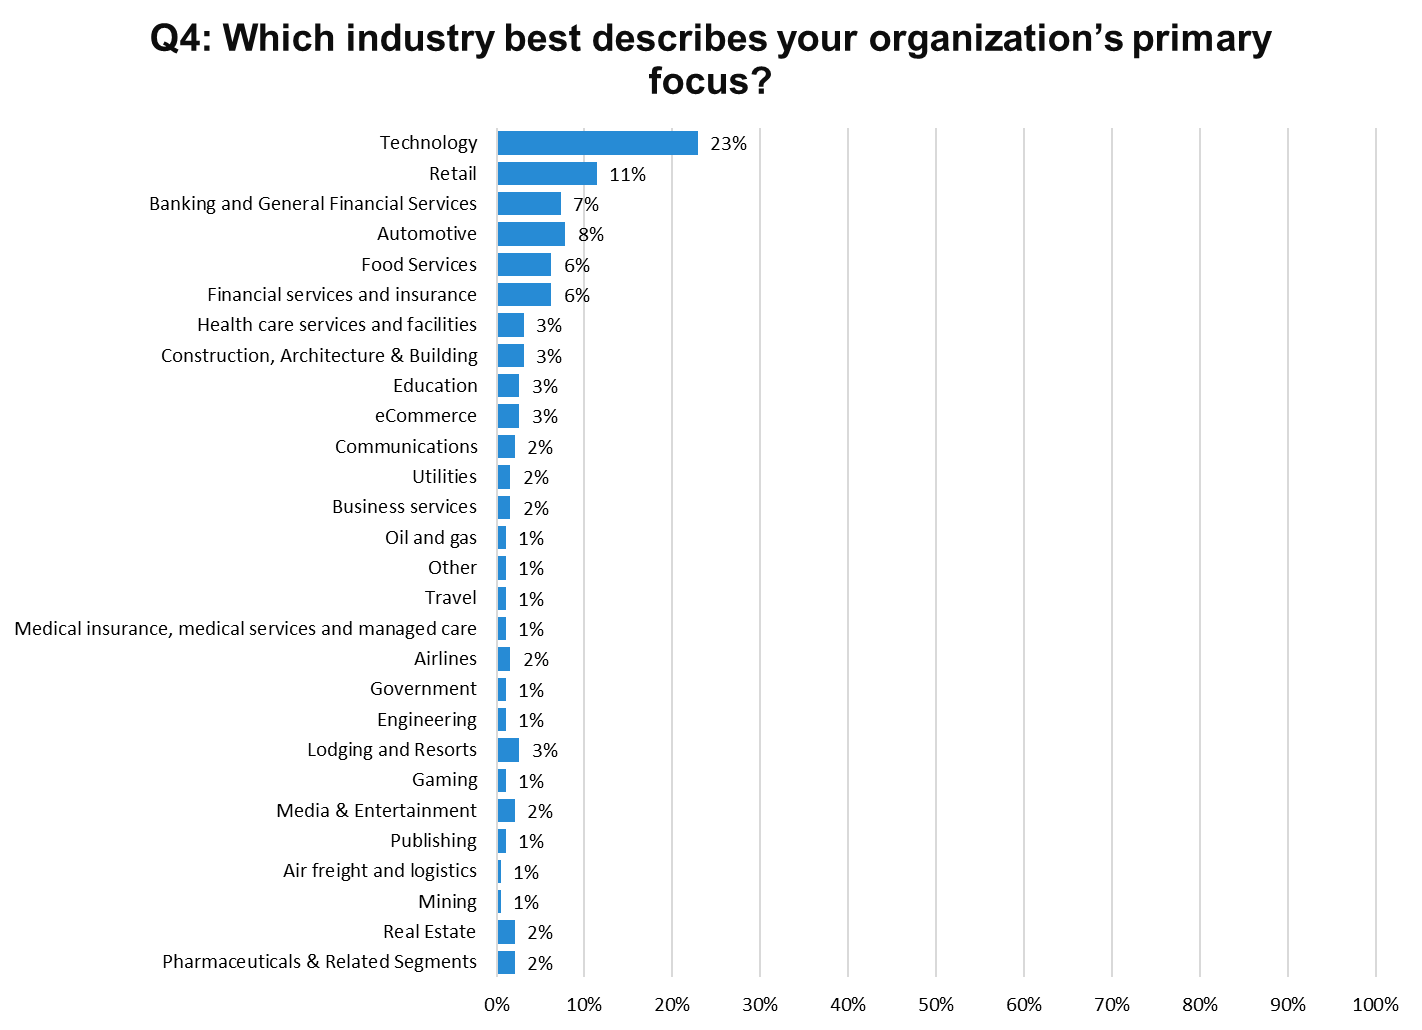 Q4: Which industry best describes your organization’s primary
focus?
Technology 23%
Retail 11%
Banking and General Financial Services 7%
Automotive 8%
Food Services 6%
Financial services and insurance 6%
Health care services and facilities 3%
Construction, Architecture & Building 3%
Education 3%
eCommerce 3%
Communications 2%
Utilities 2%
Business services 2%
Oil and gas 1%
Other 1%
Travel 1%
Medical insurance, medical services and managed care 1%
Airlines 2%
Government 1%
Engineering 1%
Lodging and Resorts 3%
Gaming 1%
Media & Entertainment 2%
Publishing 1%
Air freight and logistics 1%
Mining 1%
Real Estate 2%
Pharmaceuticals & Related Segments 2%
0% 10% 20% 30% 40% 50% 60% 70% 80% 90% 100%